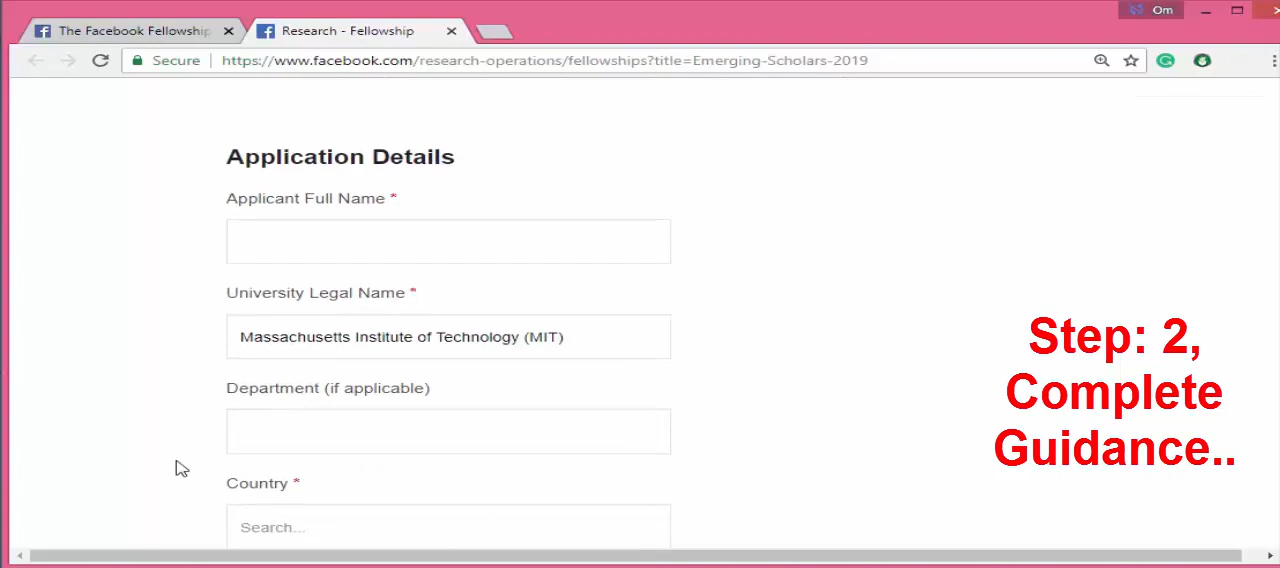 Om
The Facebook Fellowship
Research - Fellowship
Secure
https://www.facebook.com/research-operations/fellowships?title=Emerging-Scholars-2019
Application Details
Applicant Full Name *
University Legal Name *
Massachusetts Institute of Technology (MIT)
Department (if applicable)
Country *
Search...
Step: 2,
Complete
Guidance..